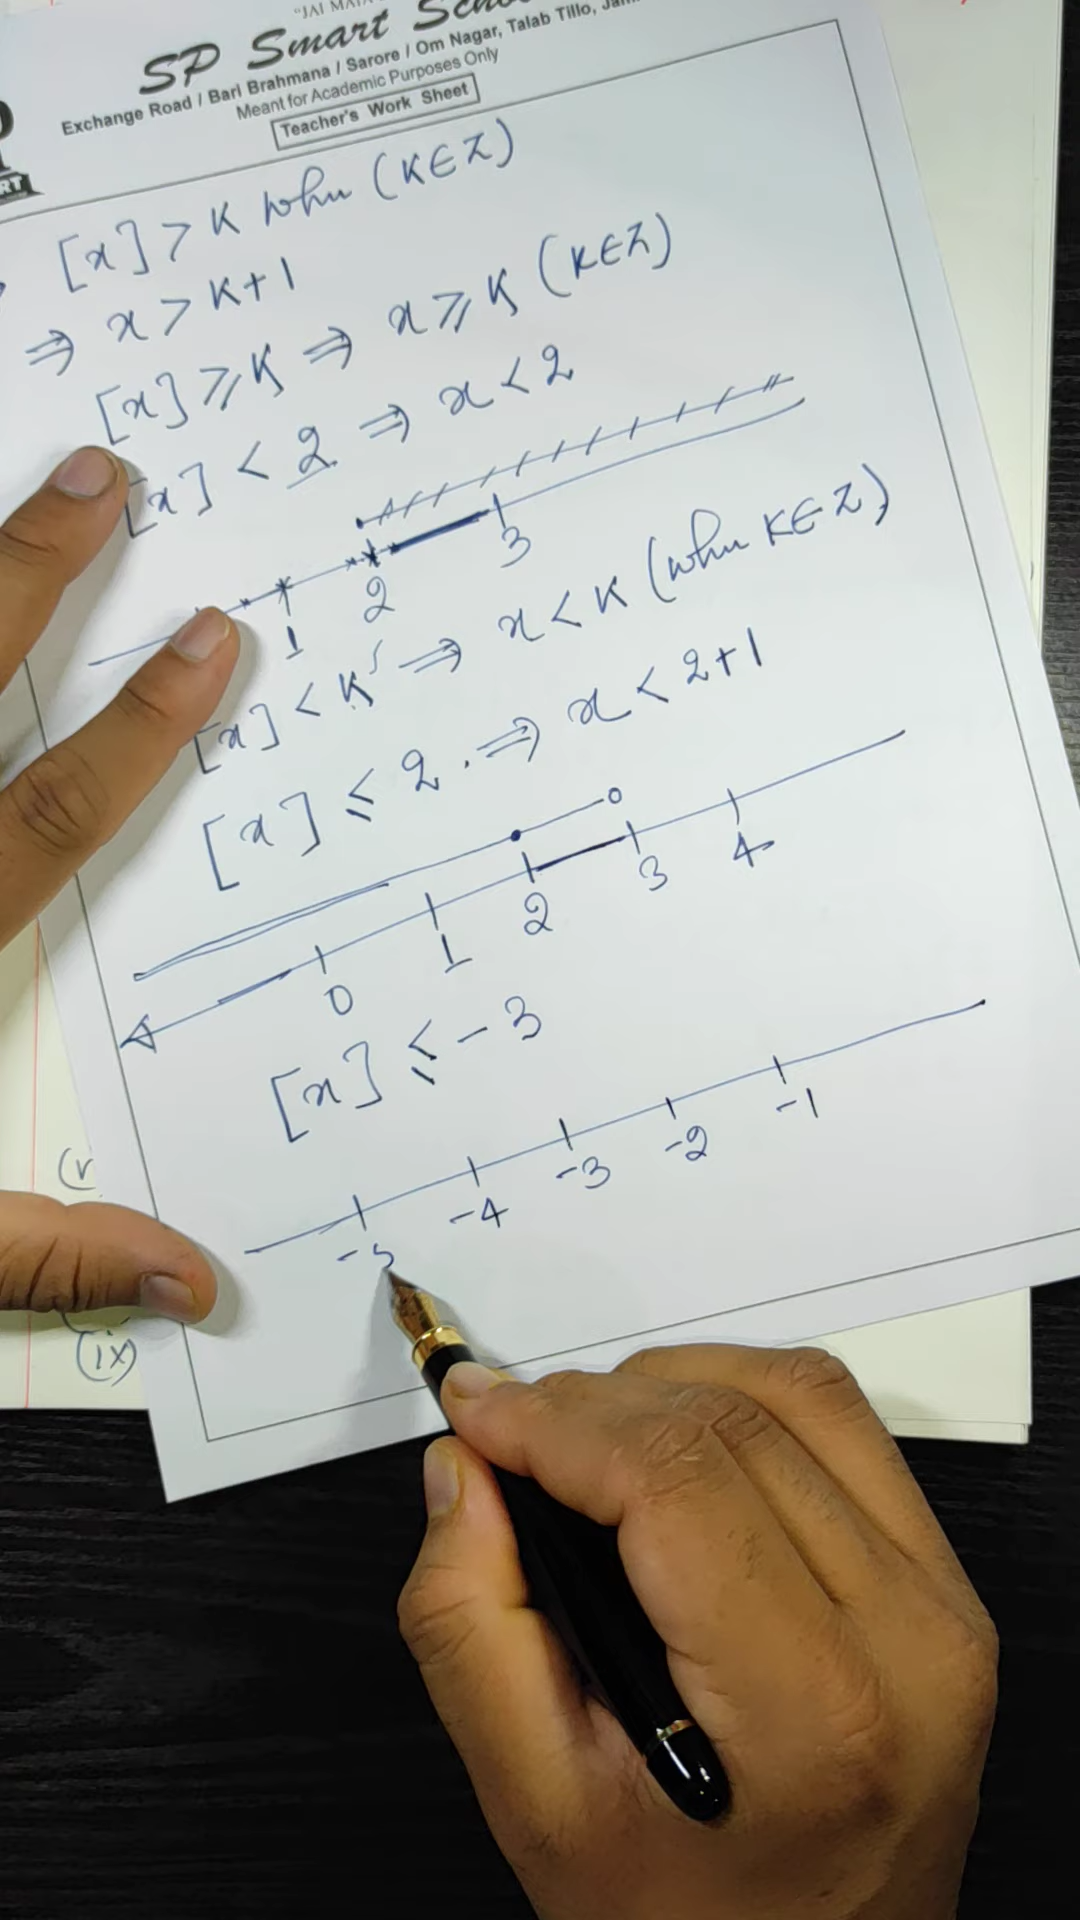 "JAI MATA
SP Smart School
Exchange Road / Bari Brahmana / Sarore / Om Nagar, Talab Tillo, Jam
Meant for Academic Purposes Only
Teacher's Work Sheet
RT
[x] > K when (K∈Z)
⇒ x > K+1
[x] ⩾ K ⇒ x ⩾ K (K∈Z)
[x] < 2 ⇒ x < 2
1 2 3
[x] < K ⇒ x < K (when K∈Z)
[x] ≤ 2 . ⇒ x < 2+1
0 1 2 3 4
[x] ≤ -3
-5 -4 -3 -2 -1
(v
(ix)